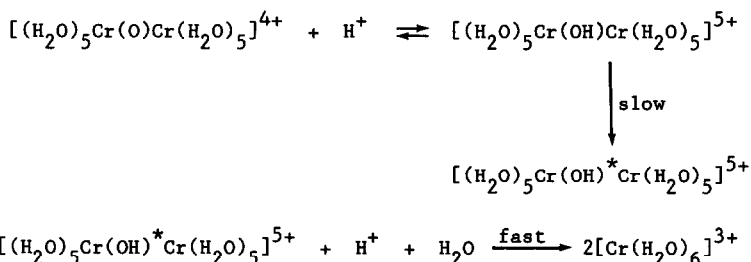 [(H₂O)₅Cr(O)Cr(H₂O)₅]⁴⁺ + H⁺ ⇌ [(H₂O)₅Cr(OH)Cr(H₂O)₅]⁵⁺
slow
[(H₂O)₅Cr(OH)*Cr(H₂O)₅]⁵⁺
[(H₂O)₅Cr(OH)*Cr(H₂O)₅]⁵⁺ + H⁺ + H₂O fast → 2[Cr(H₂O)₆]³⁺